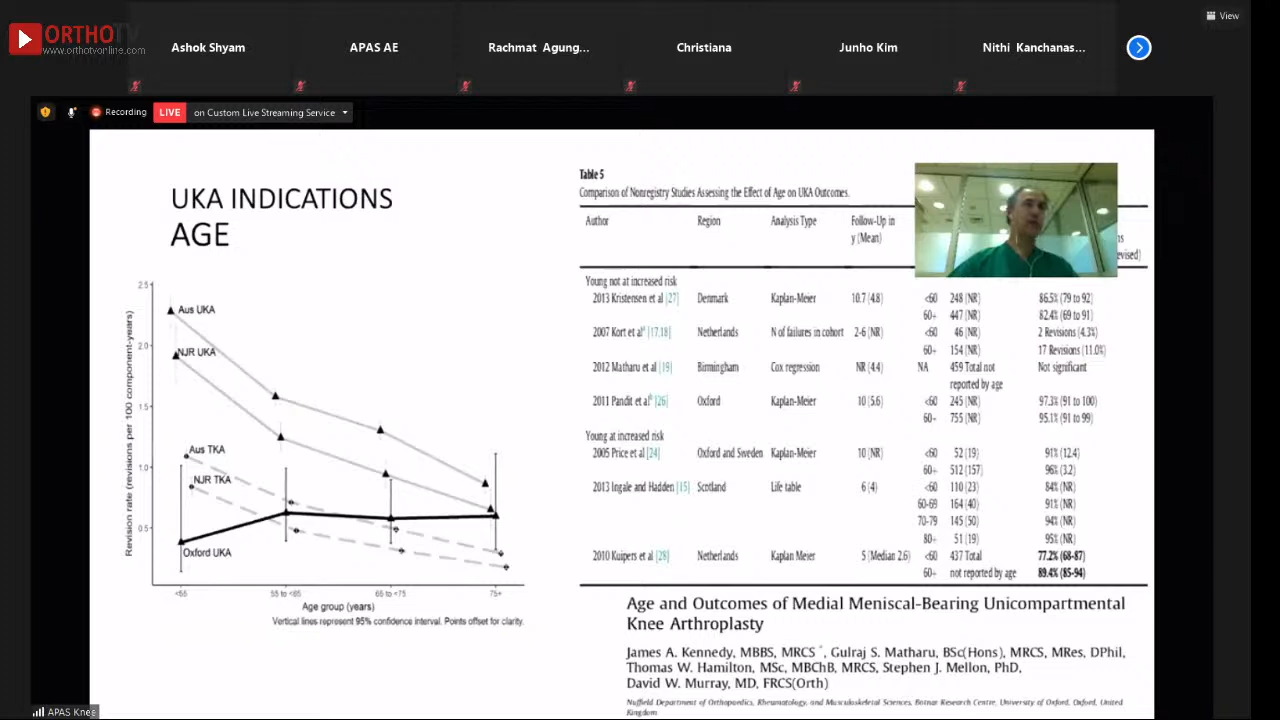 ORTHOTV
www.orthotvonline.com
View
Ashok Shyam
APAS AE
Rachmat Agung...
Christiana
Junho Kim
Nithi Kanchanas...
Recording
LIVE
on Custom Live Streaming Service
UKA INDICATIONS
AGE
Revision rate (revisions per 100 component-years)
2.5
2.0
1.5
1.0
0.5
Aus UKA
NJR UKA
Aus TKA
NJR TKA
Oxford UKA
<55
55 to <65
65 to <75
75+
Age group (years)
Vertical lines represent 95% confidence interval. Points offset for clarity.
Table 5
Comparison of Nonregistry Studies Assessing the Effect of Age on UKA Outcomes.
Author Region Analysis Type Follow-Up in
y (Mean)
Young not at increased risk
2013 Kristensen et al [27] Denmark Kaplan-Meier 10.7 (4.8) <60 248 (NR) 86.5% (79 to 92)
60+ 447 (NR) 82.4% (69 to 91)
2007 Kort et al [17,18] Netherlands N of failures in cohort 2-6 (NR) <60 46 (NR) 2 Revisions (4.3%)
60+ 154 (NR) 17 Revisions (11.0%)
2012 Matharu et al [19] Birmingham Cox regression NR (4.4) NA 459 Total not Not significant
reported by age
2011 Pandit et al [26] Oxford Kaplan-Meier 10 (5.6) <60 245 (NR) 97.3% (91 to 100)
60+ 755 (NR) 95.1% (91 to 99)
Young at increased risk
2005 Price et al [24] Oxford and Sweden Kaplan-Meier 10 (NR) <60 52 (19) 91% (12.4)
60+ 512 (157) 96% (3.2)
2013 Ingale and Hadden [15] Scotland Life table 6 (4) <60 110 (23) 84% (NR)
60-69 164 (40) 91% (NR)
70-79 145 (50) 94% (NR)
80+ 51 (19) 95% (NR)
2010 Kuipers et al [28] Netherlands Kaplan Meier 5 (Median 2.6) <60 437 Total 77.2% (68-87)
60+ not reported by age 89.4% (85-94)
Age and Outcomes of Medial Meniscal-Bearing Unicompartmental
Knee Arthroplasty
James A. Kennedy, MBBS, MRCS *, Gulraj S. Matharu, BSc(Hons), MRCS, MRes, DPhil,
Thomas W. Hamilton, MSc, MBChB, MRCS, Stephen J. Mellon, PhD,
David W. Murray, MD, FRCS(Orth)
Nuffield Department of Orthopaedics, Rheumatology, and Musculoskeletal Sciences, Botnar Research Centre, University of Oxford, Oxford, United
Kingdom
APAS Knee